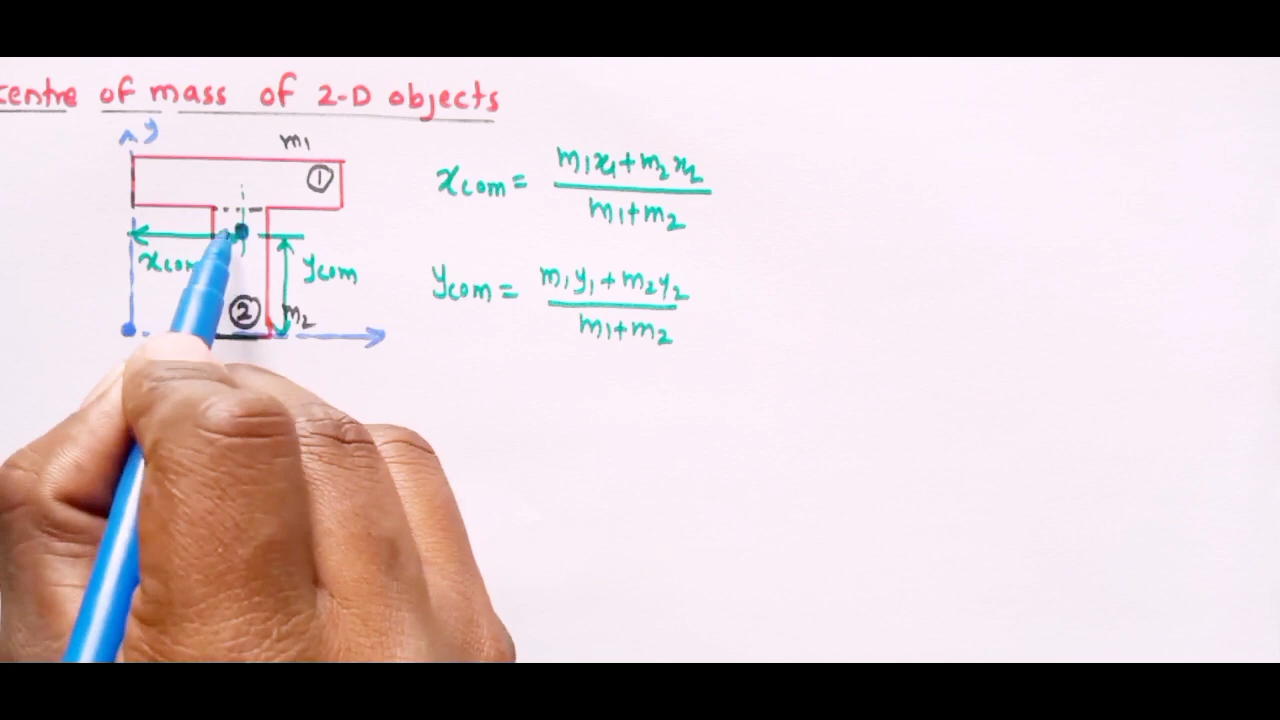 centre of mass of 2-D objects
y
m1
①
xcom
ycom
②
m2
xcom = m1x1+m2x2 / m1+m2
ycom = m1y1+m2y2 / m1+m2